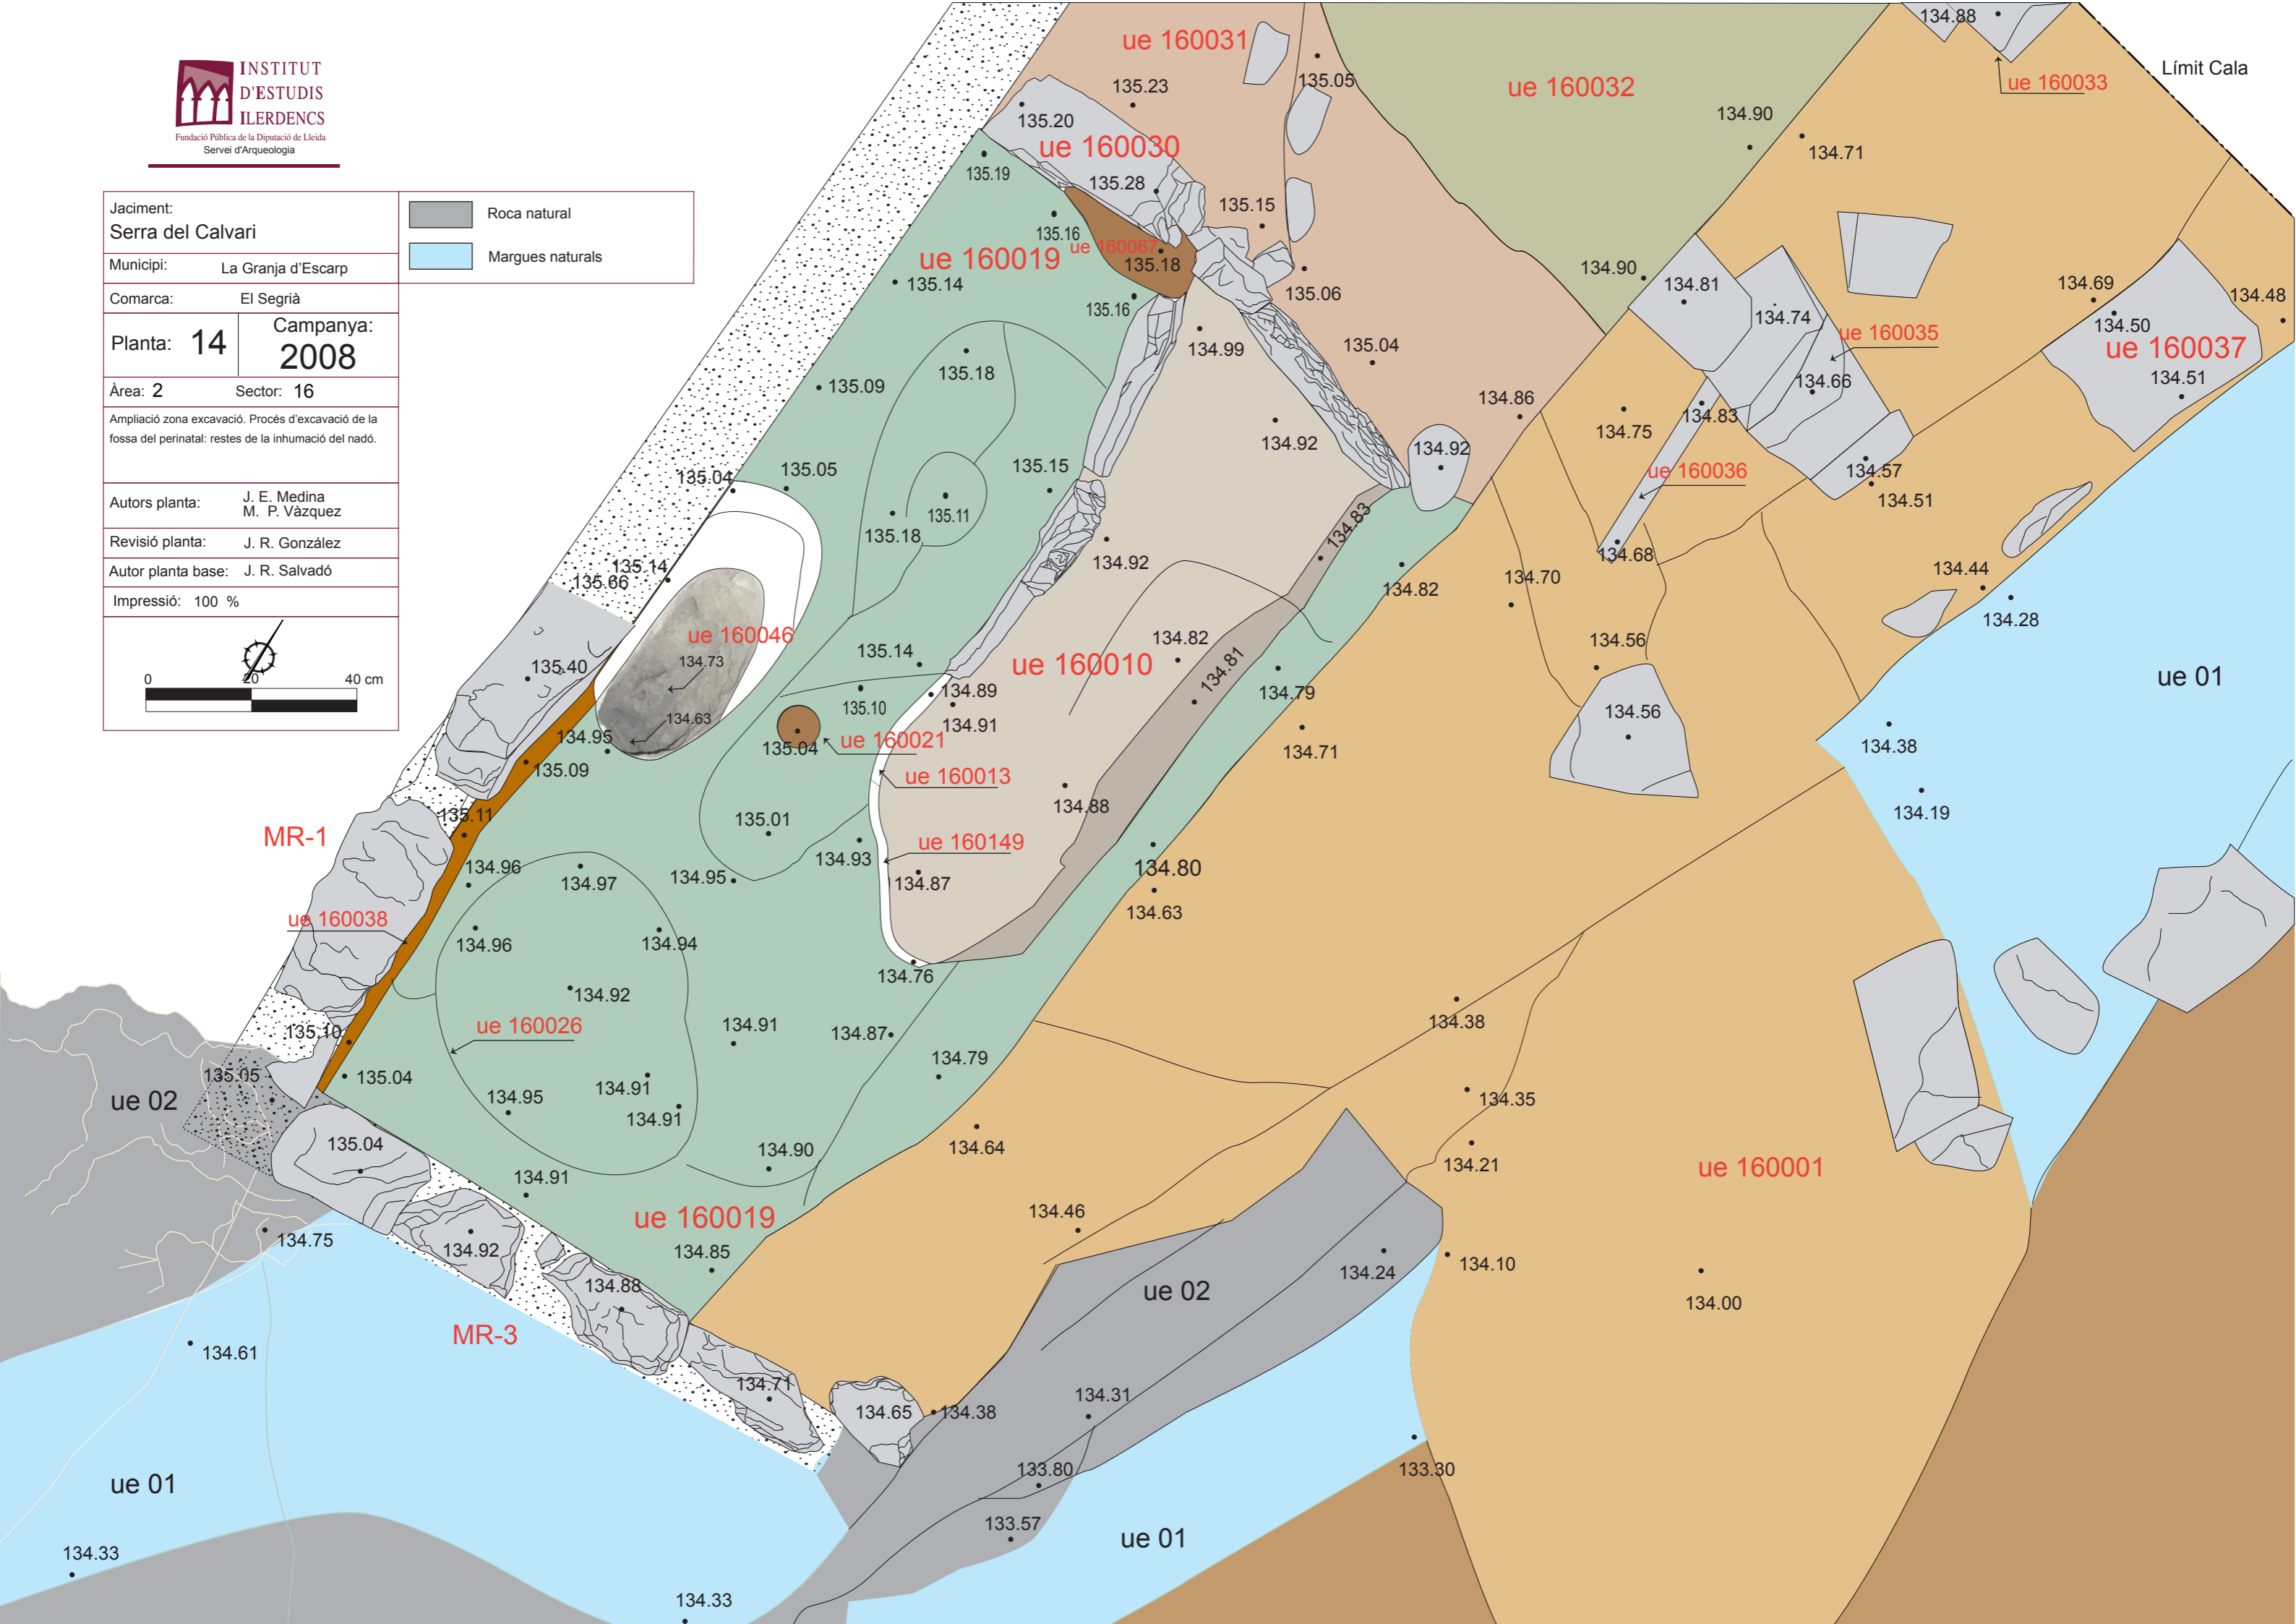 INSTITUT
D'ESTUDIS
ILERDENCS
Fundació Pública de la Diputació de Lleida
Servei d'Arqueologia
Jaciment:
Serra del Calvari
Municipi: La Granja d'Escarp
Comarca: El Segrià
Planta: 14
Campanya:
2008
Àrea: 2 Sector: 16
Ampliació zona excavació. Procés d'excavació de la
fossa del perinatal: restes de la inhumació del nadó.
Autors planta: J. E. Medina
M. P. Vàzquez
Revisió planta: J. R. González
Autor planta base: J. R. Salvadó
Impressió: 100 %
0 20 40 cm
Roca natural
Margues naturals
134.88
ue 160031
Límit Cala
135.05
ue 160033
135.23
ue 160032
135.20
134.90
ue 160030
134.71
135.19
135.28
135.15
135.16
ue 160067
ue 160019
135.18
134.90
135.14
134.81
134.69
135.06
134.48
135.16
134.74
134.50
ue 160035
134.99
135.04
ue 160037
135.18
134.66
134.51
135.09
134.86
134.83
134.75
134.92
134.92
135.05
135.15
135.04
ue 160036
134.57
134.51
135.11
134.83
135.18
134.68
134.92
135.14
134.44
135.66
134.70
134.82
134.28
ue 160046
134.82
134.56
135.14
134.73
ue 160010
135.40
134.81
ue 01
134.89
134.79
135.10
134.56
134.63
134.91
134.95
ue 160021
135.04
134.71
134.38
135.09
ue 160013
134.88
134.19
135.11
135.01
MR-1
ue 160149
134.93
134.96
134.80
134.95
134.97
134.87
134.63
ue 160038
134.96
134.94
134.76
134.92
134.38
ue 160026
134.91
134.87
135.10
134.79
135.05
135.04
134.91
134.95
134.35
ue 02
134.91
135.04
134.64
134.90
134.21
ue 160001
134.91
134.46
ue 160019
134.75
134.92
134.85
134.10
134.24
134.88
ue 02
134.00
MR-3
134.61
134.71
134.31
134.65
134.38
133.80
133.30
ue 01
133.57
ue 01
134.33
134.33